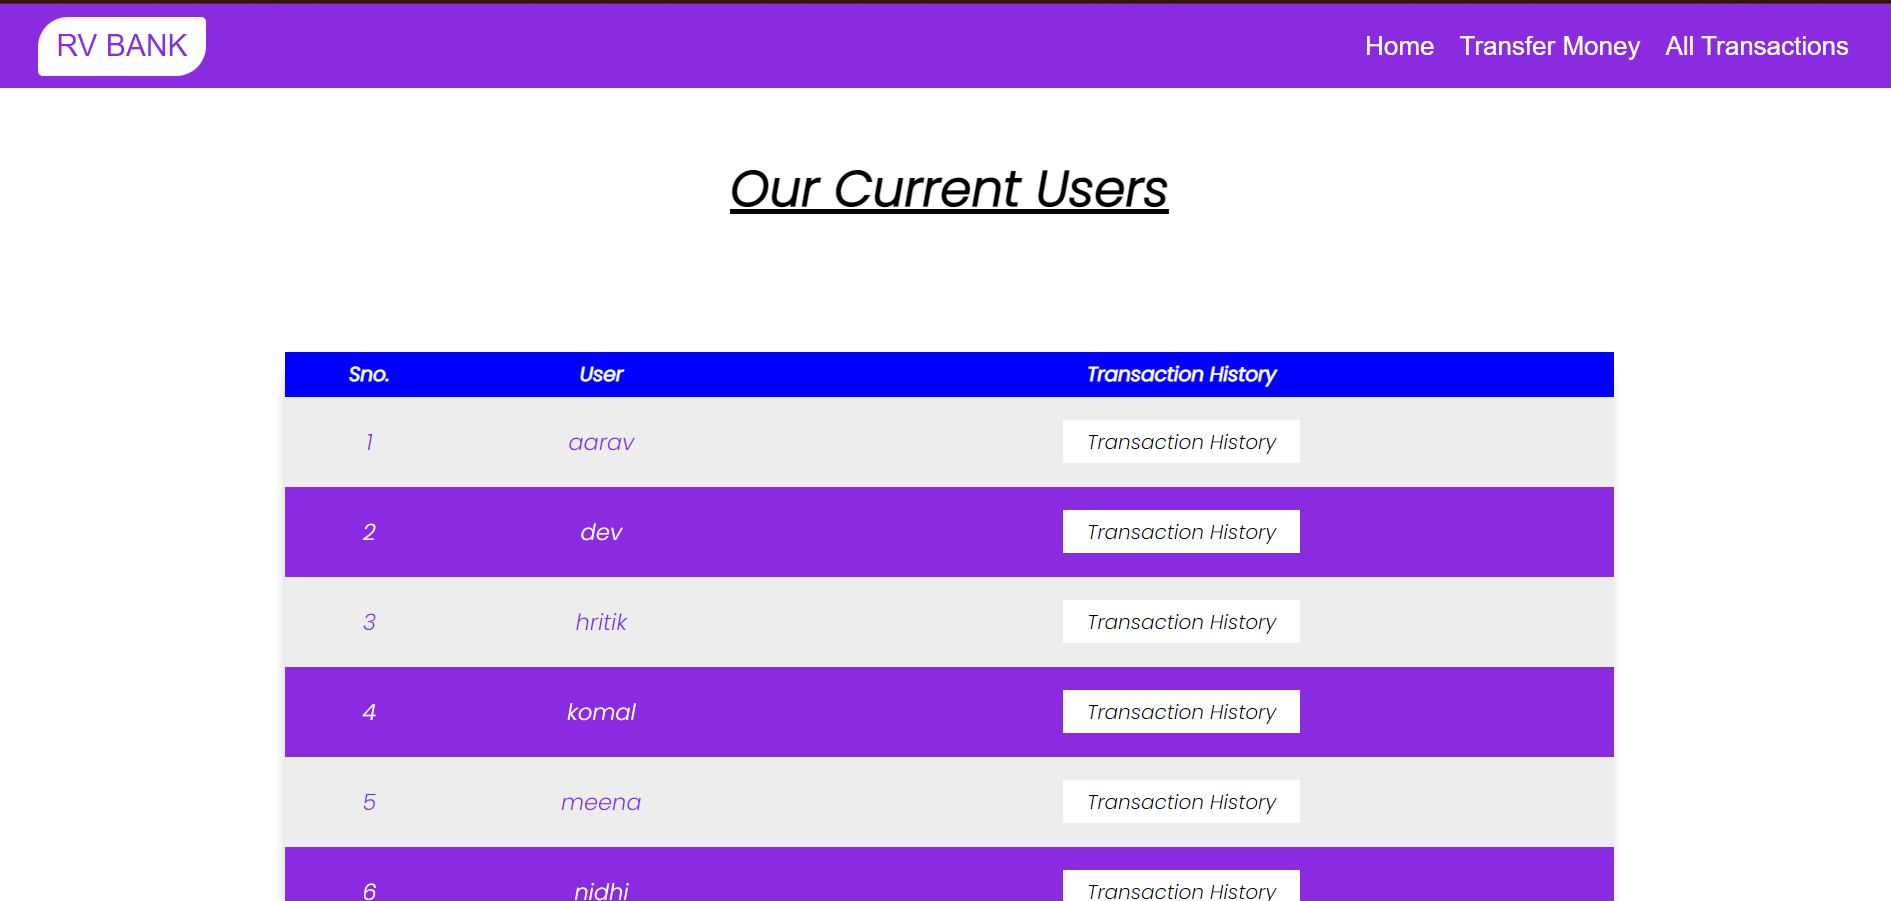 RV BANK Home Transfer Money All Transactions
Our Current Users
Sno. User Transaction History
1 aarav Transaction History
2 dev Transaction History
3 hritik Transaction History
4 komal Transaction History
5 meena Transaction History
6 nidhi Transaction History